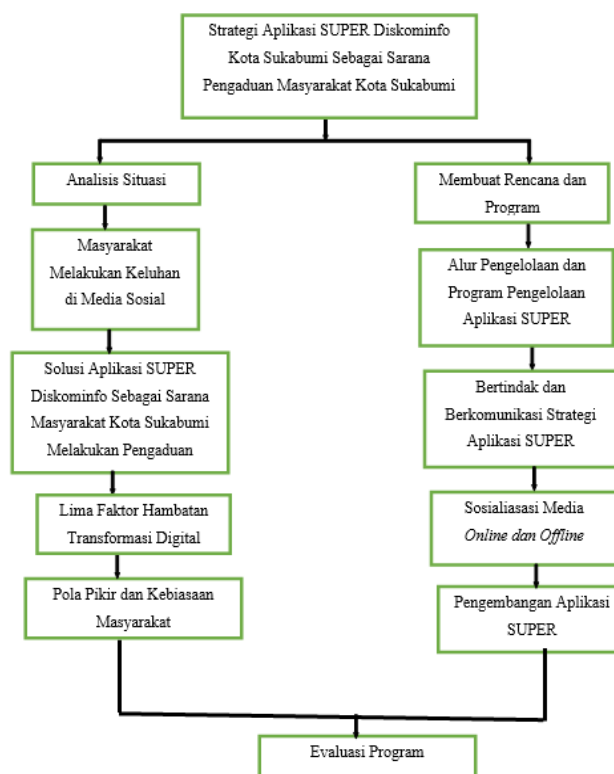 Strategi Aplikasi SUPER Diskominfo
Kota Sukabumi Sebagai Sarana
Pengaduan Masyarakat Kota Sukabumi
Analisis Situasi
Masyarakat
Melakukan Keluhan
di Media Sosial
Solusi Aplikasi SUPER
Diskominfo Sebagai Sarana
Masyarakat Kota Sukabumi
Melakukan Pengaduan
Lima Faktor Hambatan
Transformasi Digital
Pola Pikir dan Kebiasaan
Masyarakat
Membuat Rencana dan
Program
Alur Pengelolaan dan
Program Pengelolaan
Aplikasi SUPER
Bertindak dan
Berkomunikasi Strategi
Aplikasi SUPER
Sosialiasasi Media
Online dan Offline
Pengembangan Aplikasi
SUPER
Evaluasi Program